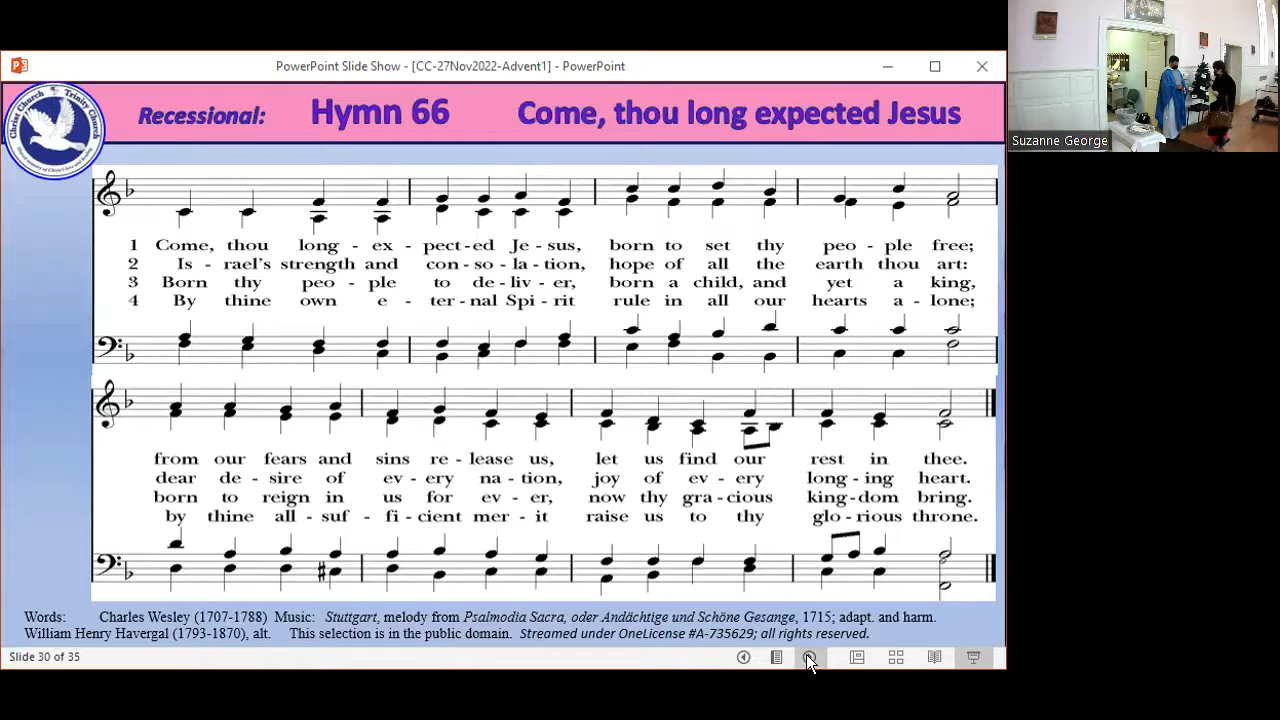 PowerPoint Slide Show - [CC-27Nov2022-Advent1] - PowerPoint
Suzanne George
Christ Church Trinity Church
Recessional: Hymn 66 Come, thou long expected Jesus
1 Come, thou long - ex - pect-ed Je - sus, born to set thy peo - ple free;
2 Is - rael's strength and con - so - la - tion, hope of all the earth thou art:
3 Born thy peo - ple to de - liv - er, born a child, and yet a king,
4 By thine own e - ter - nal Spi - rit rule in all our hearts a - lone;
from our fears and sins re - lease us, let us find our rest in thee.
dear de - sire of ev - ery na - tion, joy of ev - ery long - ing heart.
born to reign in us for ev - er, now thy gra - cious king - dom bring.
by thine all - suf - fi - cient mer - it raise us to thy glo - rious throne.
Words: Charles Wesley (1707-1788) Music: Stuttgart, melody from Psalmodia Sacra, oder Andächtige und Schöne Gesange, 1715; adapt. and harm.
William Henry Havergal (1793-1870), alt. This selection is in the public domain. Streamed under OneLicense #A-735629; all rights reserved.
Slide 30 of 35